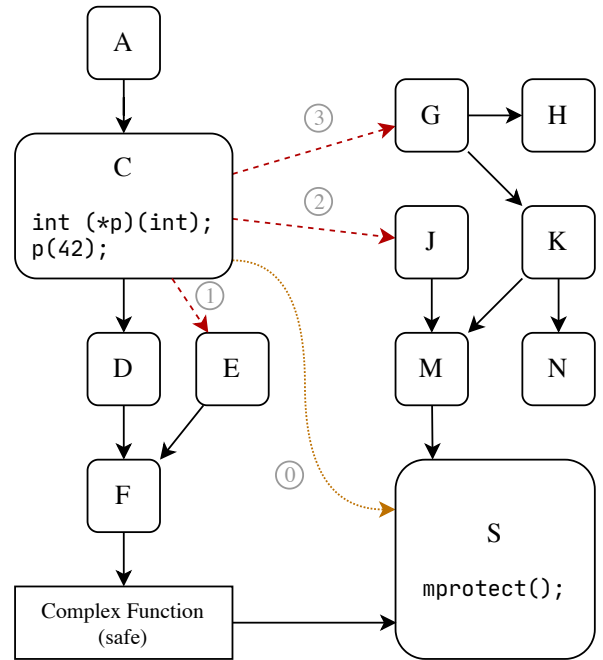 A
C
int (*p)(int);
p(42);
3
G
H
2
J
K
1
D
E
M
N
0
F
S
mprotect();
Complex Function
(safe)